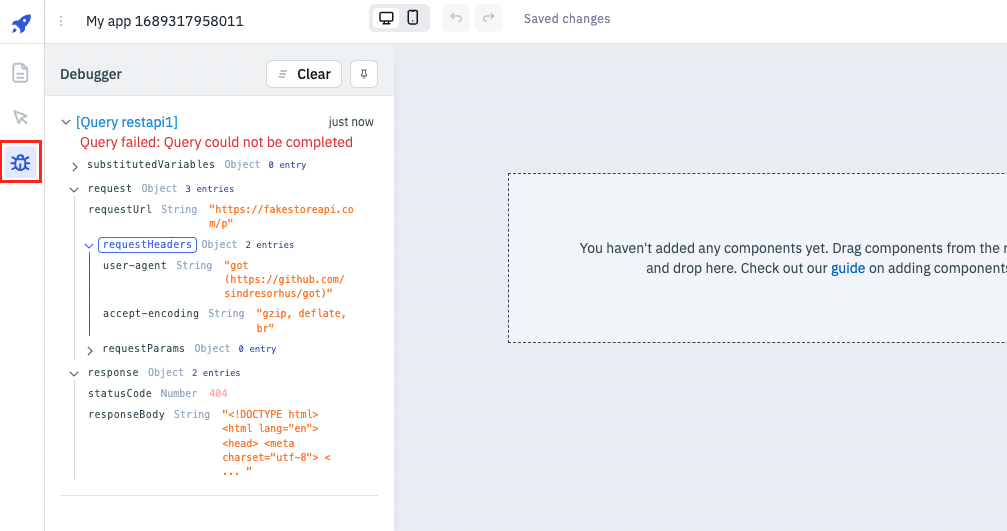 My app 1689317958011
Saved changes
Debugger
Clear
[Query restapi1] just now
Query failed: Query could not be completed
substitutedVariables Object 0 entry
request Object 3 entries
requestUrl String "https://fakestoreapi.co
m/p"
requestHeaders Object 2 entries
user-agent String "got
(https://github.com/
sindresorhus/got)"
accept-encoding String "gzip, deflate,
br"
requestParams Object 0 entry
response Object 2 entries
statusCode Number 404
responseBody String "<!DOCTYPE html>
<html lang="en">
<head> <meta
charset="utf-8"> <
... "
You haven't added any components yet. Drag components from the
and drop here. Check out our guide on adding components